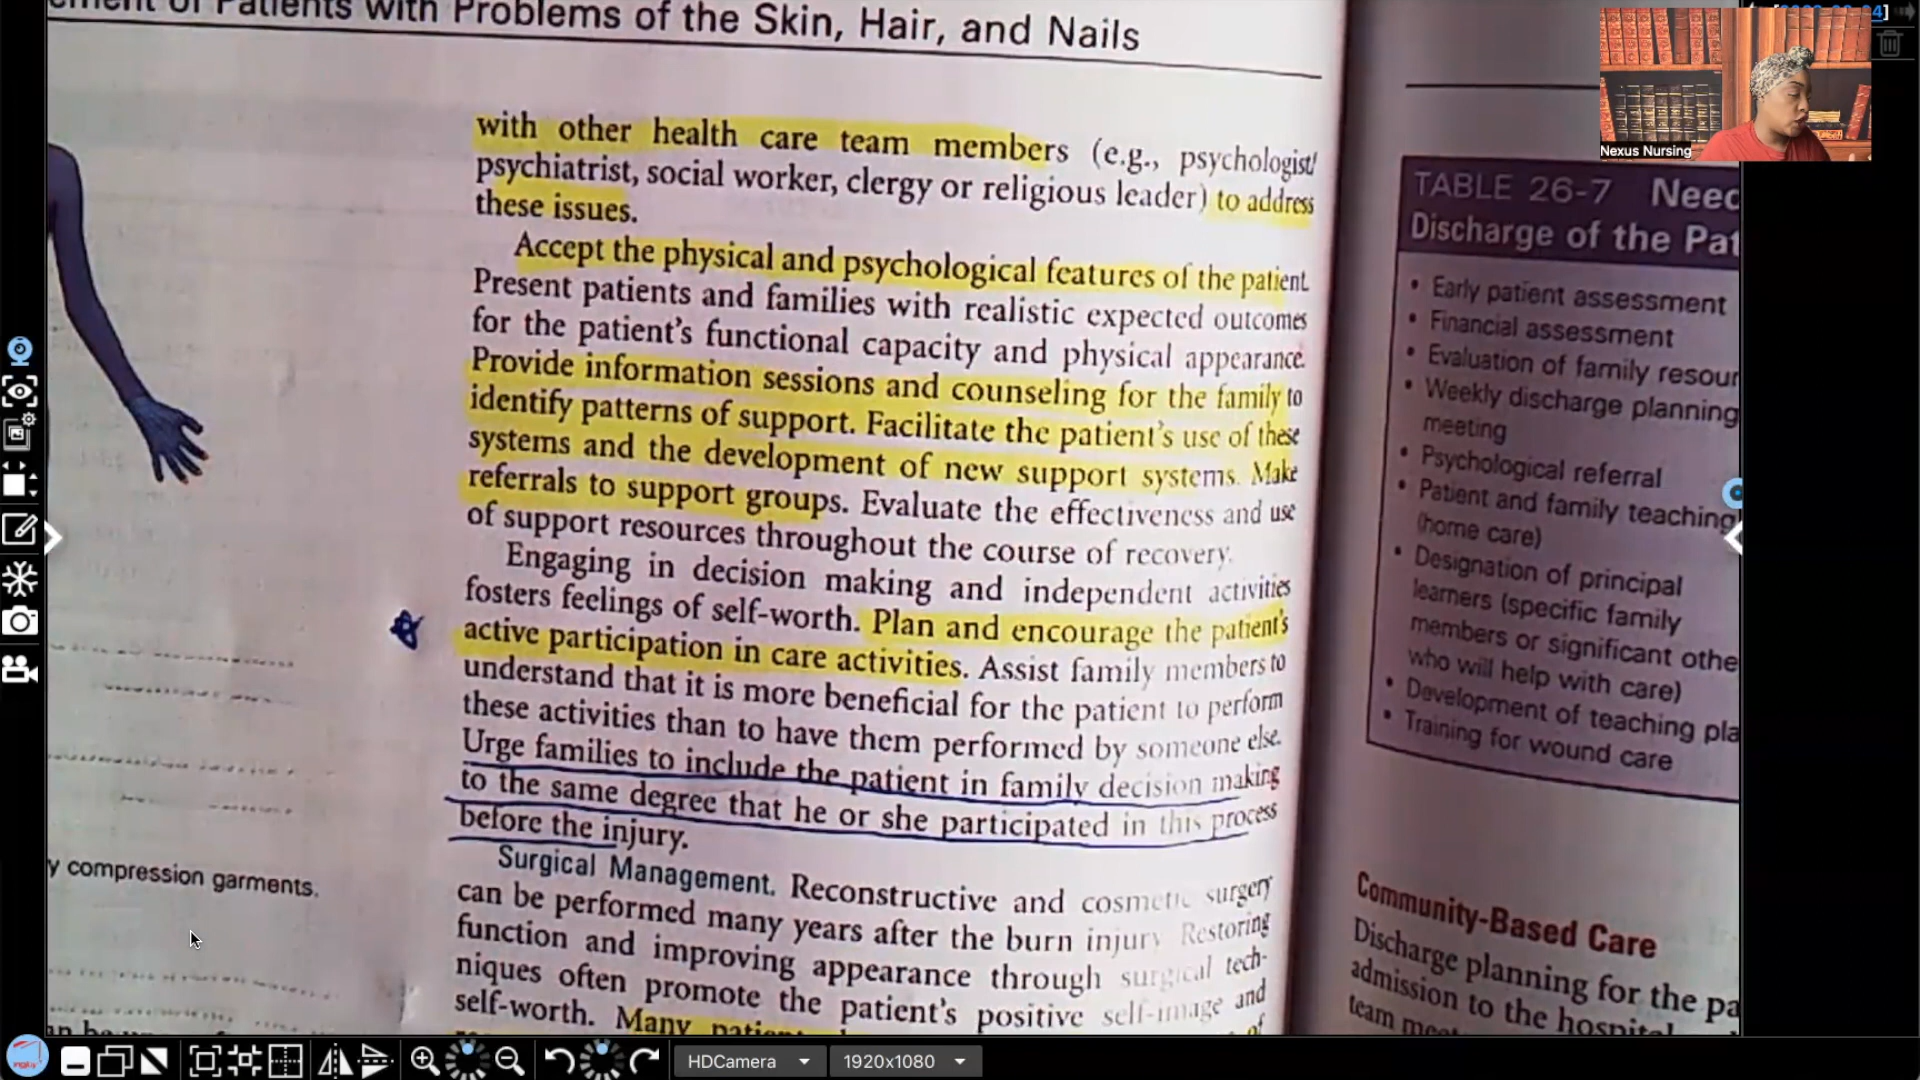 ment of Patients with Problems of the Skin, Hair, and Nails
with other health care team members (e.g., psychologist/
psychiatrist, social worker, clergy or religious leader) to address
these issues.
Accept the physical and psychological features of the patient.
Present patients and families with realistic expected outcomes
for the patient's functional capacity and physical appearance.
Provide information sessions and counseling for the family to
identify patterns of support. Facilitate the patient's use of these
systems and the development of new support systems. Make
referrals to support groups. Evaluate the effectiveness and use
of support resources throughout the course of recovery.
Engaging in decision making and independent activities
fosters feelings of self-worth. Plan and encourage the patient's
active participation in care activities. Assist family members to
understand that it is more beneficial for the patient to perform
these activities than to have them performed by someone else.
Urge families to include the patient in family decision making
to the same degree that he or she participated in this process
before the injury.
Surgical Management. Reconstructive and cosmetic surgery
can be performed many years after the burn injury. Restoring
function and improving appearance through surgical tech-
niques often promote the patient's positive self-image and
self-worth. Many
of
y compression garments.
TABLE 26-7 Need
Discharge of the Pat
• Early patient assessment
• Financial assessment
• Evaluation of family resour
• Weekly discharge planning
meeting
• Psychological referral
• Patient and family teaching
(home care)
• Designation of principal
learners (specific family
members or significant othe
who will help with care)
• Development of teaching pla
• Training for wound care
Community-Based Care
Discharge planning for the pa
admission to the hospital
team meet
Nexus Nursing
HDCamera
1920x1080